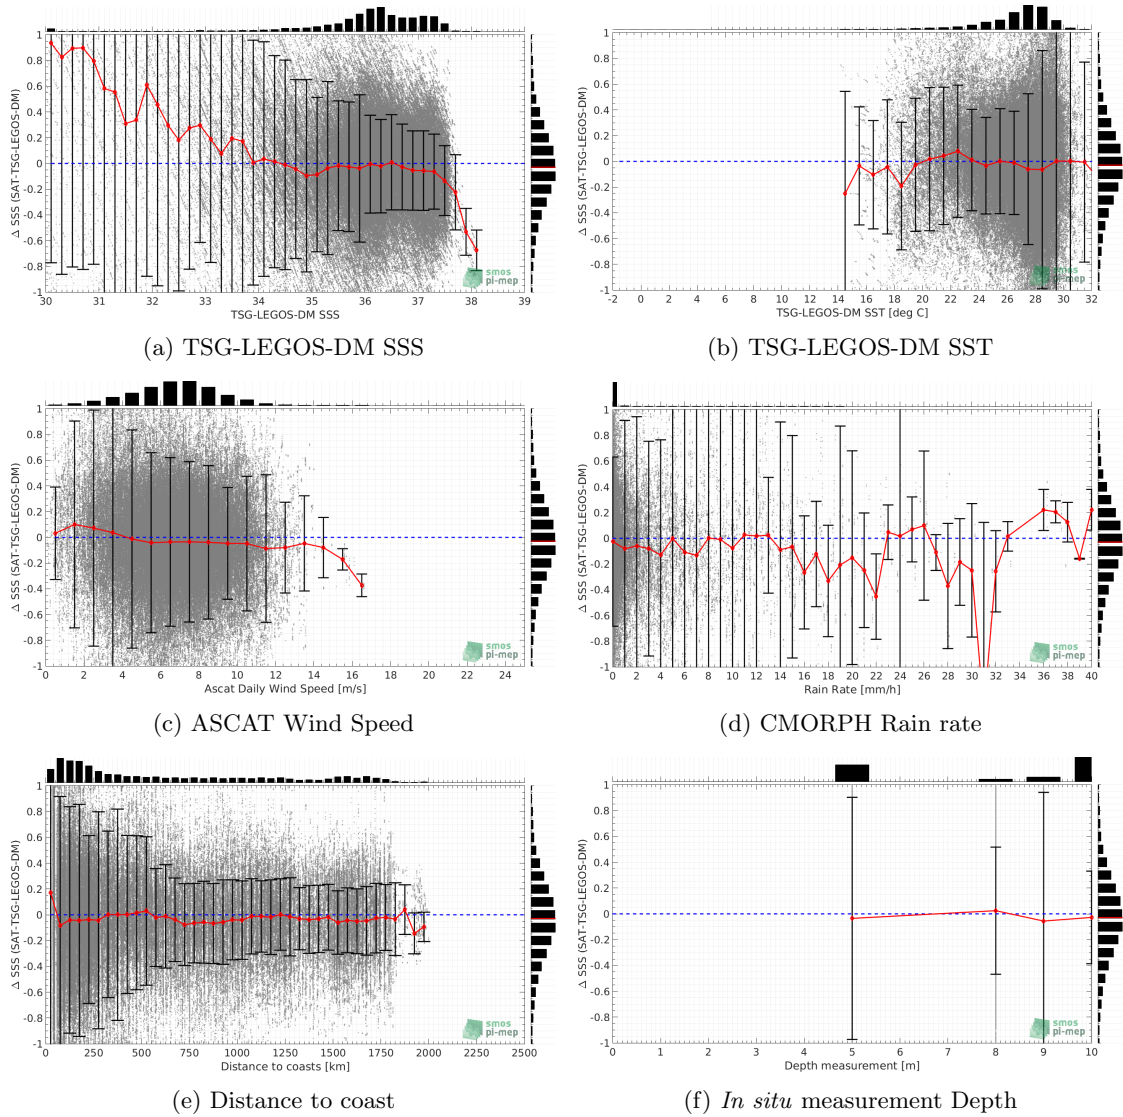 Δ SSS (SAT-TSG-LEGOS-DM)
1
0.8
0.6
0.4
0.2
0
-0.2
-0.4
-0.6
-0.8
-1
30 31 32 33 34 35 36 37 38 39
TSG-LEGOS-DM SSS
smos
pi-mep
(a) TSG-LEGOS-DM SSS
Δ SSS (SAT-TSG-LEGOS-DM)
1
0.8
0.6
0.4
0.2
0
-0.2
-0.4
-0.6
-0.8
-1
-2 0 2 4 6 8 10 12 14 16 18 20 22 24 26 28 30 32
TSG-LEGOS-DM SST [deg C]
smos
pi-mep
(b) TSG-LEGOS-DM SST
Δ SSS (SAT-TSG-LEGOS-DM)
1
0.8
0.6
0.4
0.2
0
-0.2
-0.4
-0.6
-0.8
-1
0 2 4 6 8 10 12 14 16 18 20 22 24
Ascat Daily Wind Speed [m/s]
smos
pi-mep
(c) ASCAT Wind Speed
Δ SSS (SAT-TSG-LEGOS-DM)
1
0.8
0.6
0.4
0.2
0
-0.2
-0.4
-0.6
-0.8
-1
0 2 4 6 8 10 12 14 16 18 20 22 24 26 28 30 32 34 36 38 40
Rain Rate [mm/h]
smos
pi-mep
(d) CMORPH Rain rate
Δ SSS (SAT-TSG-LEGOS-DM)
1
0.8
0.6
0.4
0.2
0
-0.2
-0.4
-0.6
-0.8
-1
0 250 500 750 1000 1250 1500 1750 2000 2250 2500
Distance to coasts [km]
smos
pi-mep
(e) Distance to coast
Δ SSS (SAT-TSG-LEGOS-DM)
1
0.8
0.6
0.4
0.2
0
-0.2
-0.4
-0.6
-0.8
-1
0 1 2 3 4 5 6 7 8 9 10
Depth measurement [m]
smos
pi-mep
(f) In situ measurement Depth